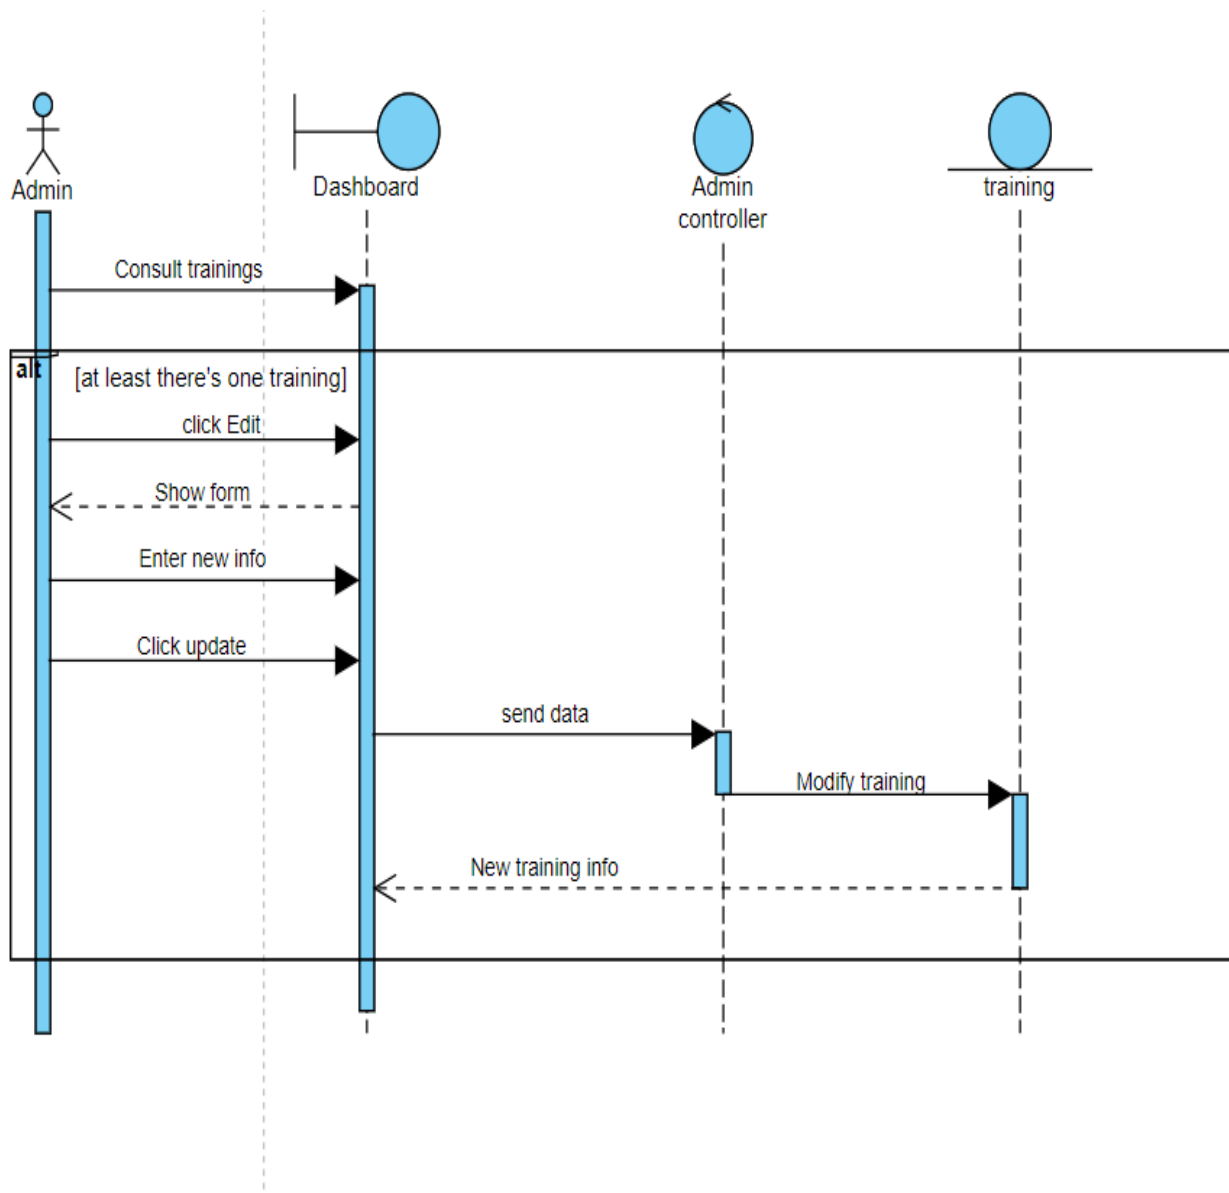 Admin
Dashboard
Admin
controller
training
Consult trainings
alt
[at least there's one training]
click Edit
Show form
Enter new info
Click update
send data
Modify training
New training info